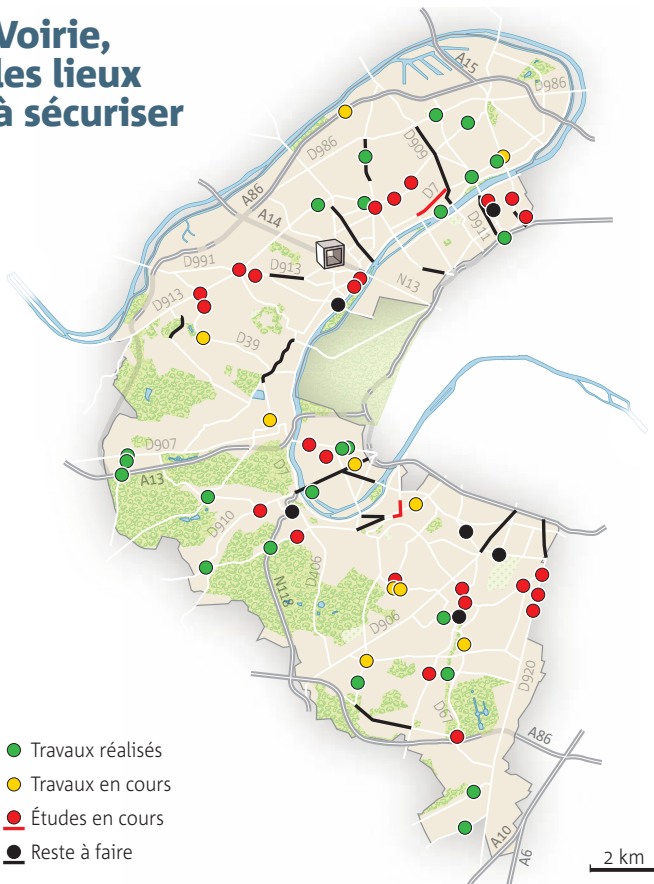 Voirie,
les lieux
à sécuriser
A15
D986
D986
D909
A86
D7
A14
D911
D991
D913
N13
D913
D39
D907
D7
A13
D910
D406
N118
D906
D920
D67
A86
Travaux réalisés
Travaux en cours
Études en cours
Reste à faire
A10
A6
2 km